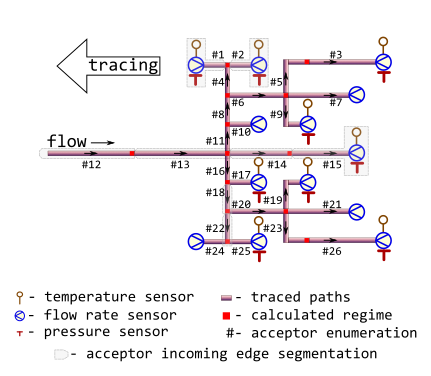 #1 #2 #3
tracing
#4 #5
#6 #7
#8 #9
#10
flow #11
#12 #13 #14 #15
#16 #17
#18 #19
#20 #21
#22 #23
#24 #25 #26
- temperature sensor - traced paths
- flow rate sensor - calculated regime
- pressure sensor #- acceptor enumeration
- acceptor incoming edge segmentation